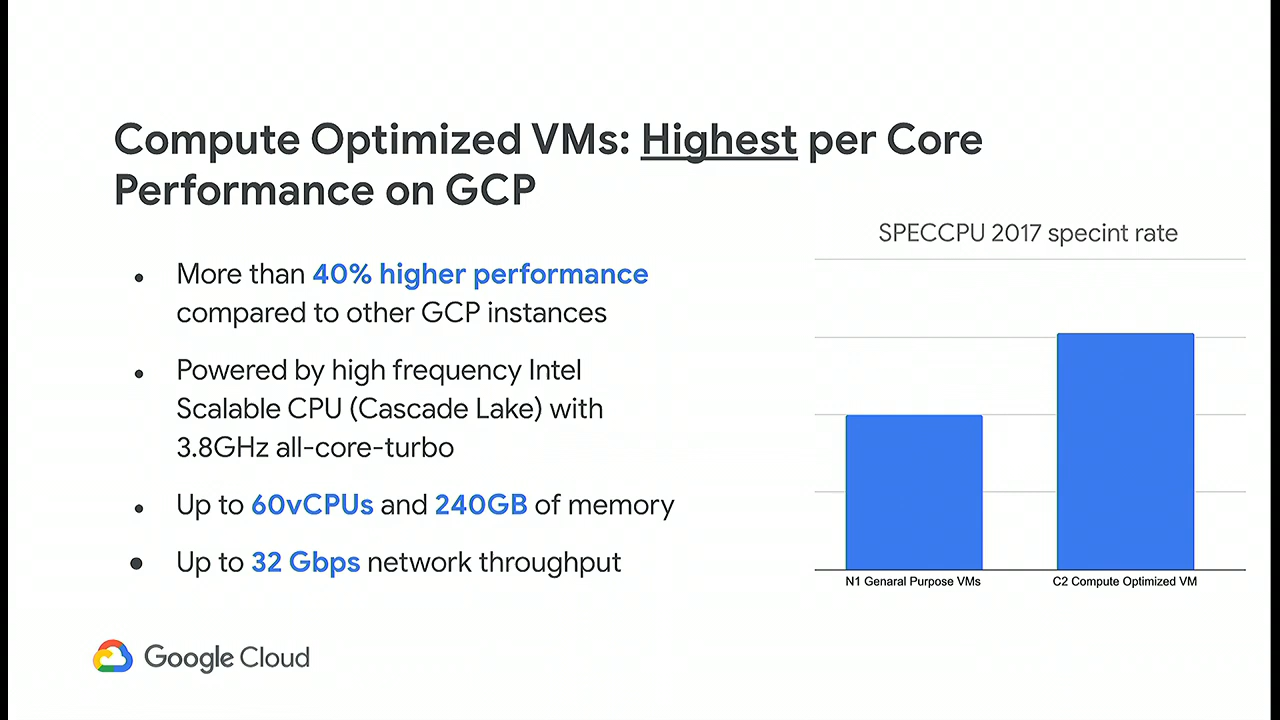 Compute Optimized VMs: Highest per Core
Performance on GCP
• More than 40% higher performance
compared to other GCP instances
• Powered by high frequency Intel
Scalable CPU (Cascade Lake) with
3.8GHz all-core-turbo
• Up to 60vCPUs and 240GB of memory
• Up to 32 Gbps network throughput
SPECCPU 2017 specint rate
N1 Genaral Purpose VMs
C2 Compute Optimized VM
Google Cloud